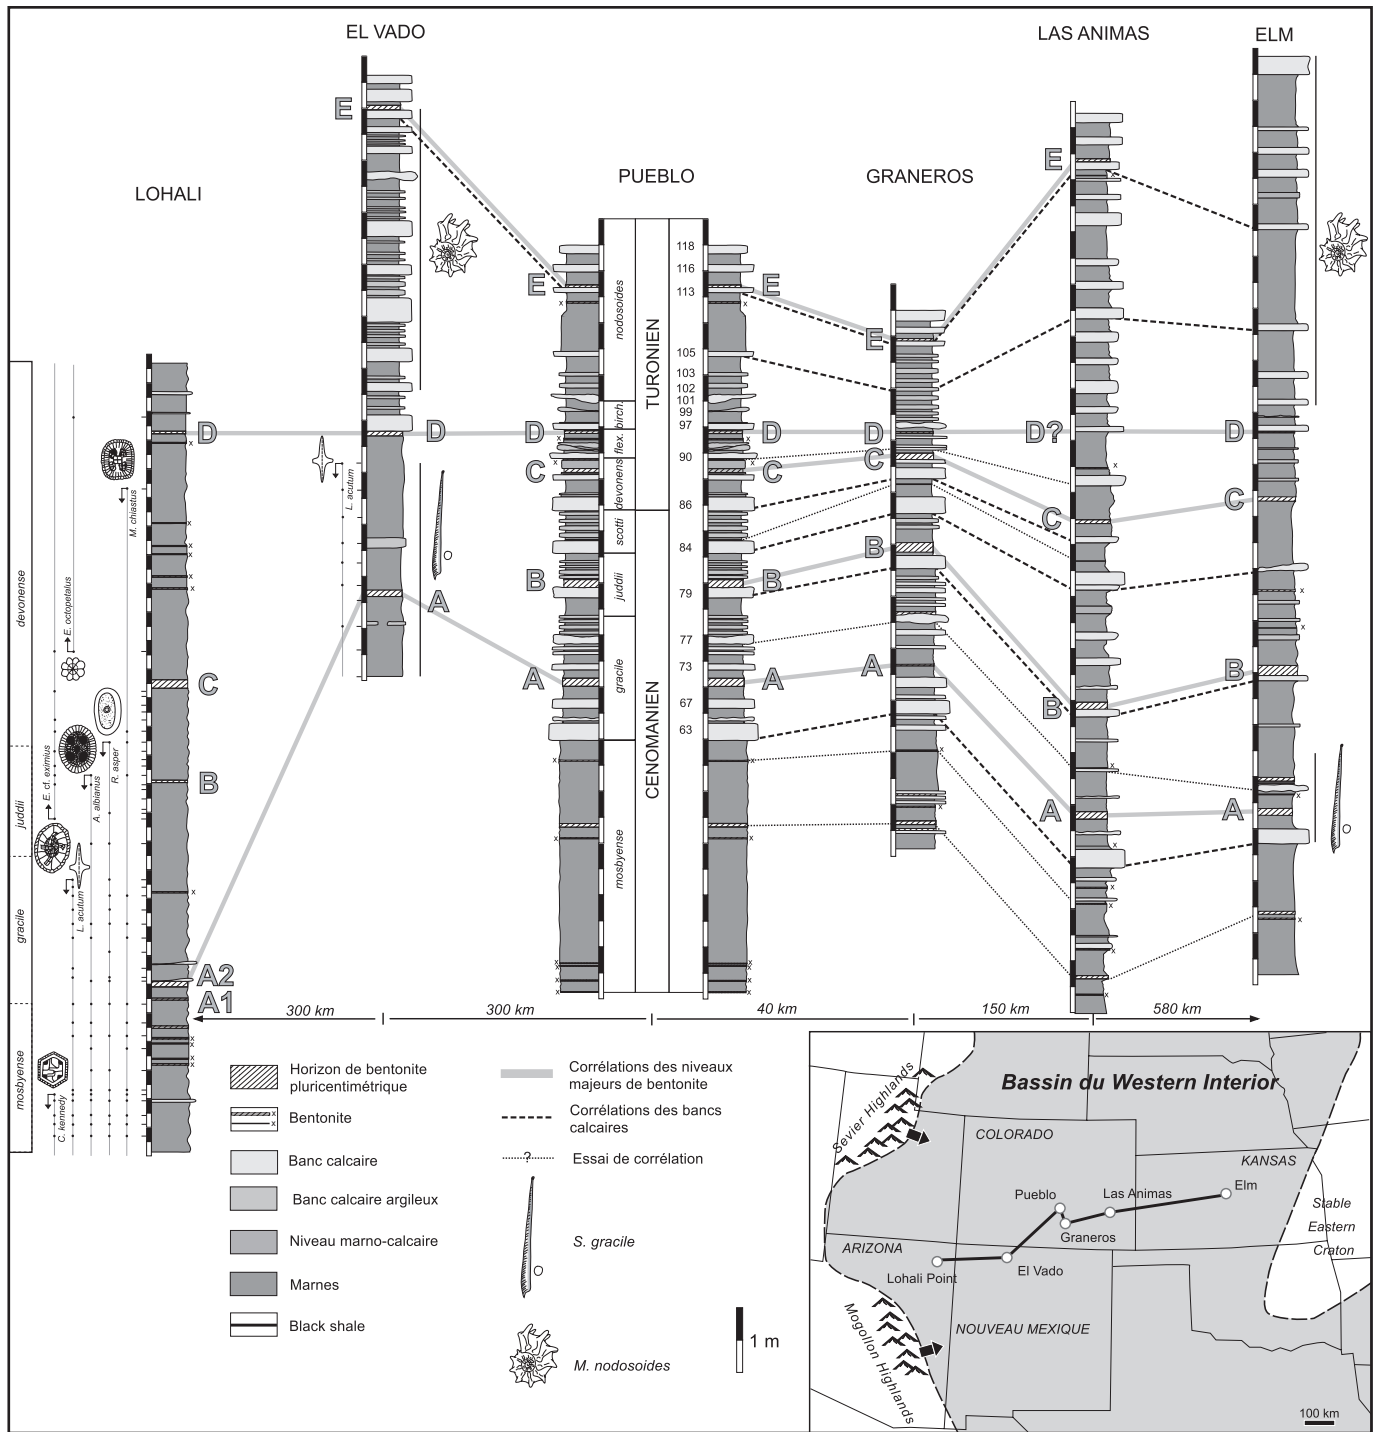 EL VADO
LAS ANIMAS
ELM
LOHALI
PUEBLO
GRANEROS
E
E
E
E
E
118
116
113
105
103
102
101
99
97
90
86
84
79
77
73
67
63
nodosoides
birch.
flex.
devonens
scotti
juddii
gracile
mosbyense
TURONIEN
CENOMANIEN
D
D
D
D
D
D?
D
C
C
C
C
C
C
B
B
B
B
B
B
A
A
A
A
A
A
A2
A1
devonense
juddii
gracile
mosbyense
M. chiastus
E. octopetalus
R. asper
A. albianus
E. cf. eximius
L. acutum
C. kennedy
L. acutum
300 km
300 km
40 km
150 km
580 km
Horizon de bentonite
pluricentimétrique
Bentonite
Banc calcaire
Banc calcaire argileux
Niveau marno-calcaire
Marnes
Black shale
Corrélations des niveaux
majeurs de bentonite
Corrélations des bancs
calcaires
?
Essai de corrélation
S. gracile
M. nodosoides
1 m
Bassin du Western Interior
Sevier Highlands
COLORADO
KANSAS
Pueblo
Las Animas
Elm
Graneros
Stable
Eastern
Craton
ARIZONA
Lohali Point
El Vado
Mogollon Highlands
NOUVEAU MEXIQUE
100 km